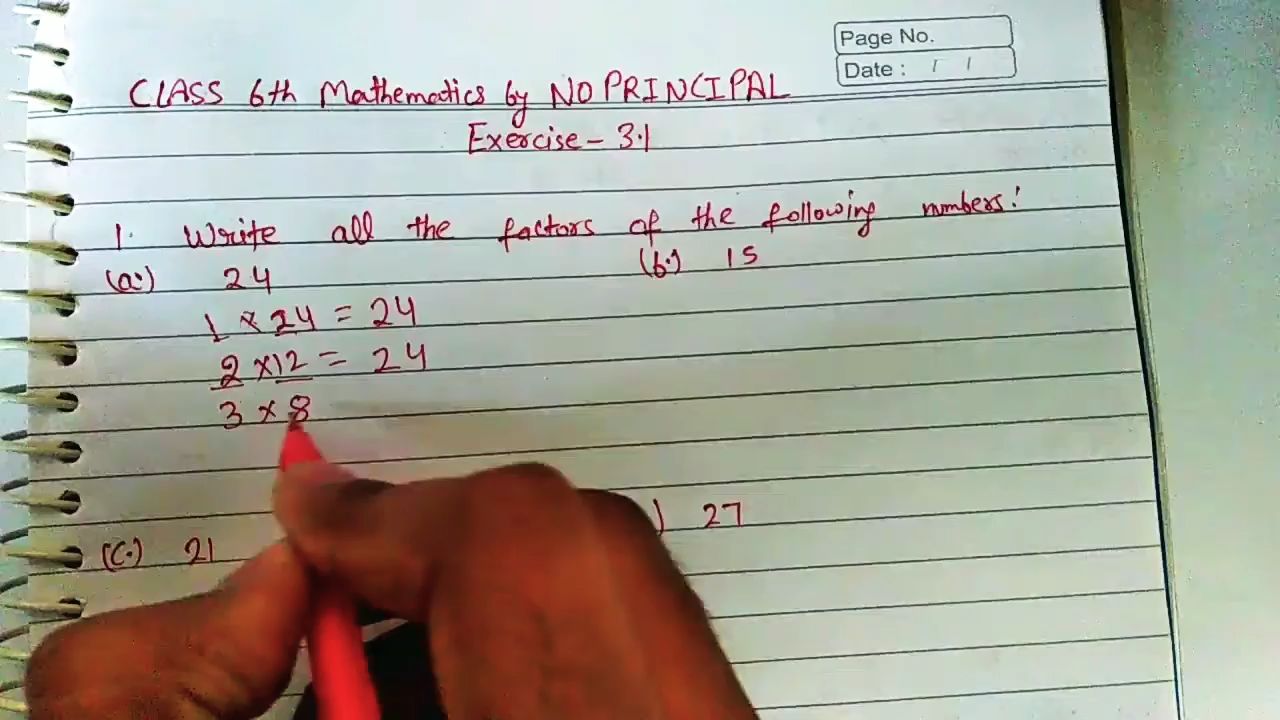 Page No.
Date : / /
CLASS 6th Mathematics by NO PRINCIPAL
Exercise - 3.1
1. Write all the factors of the following numbers:
(a.) 24
(b.) 15
1 × 24 = 24
2 × 12 = 24
3 × 8
) 27
(c.) 21